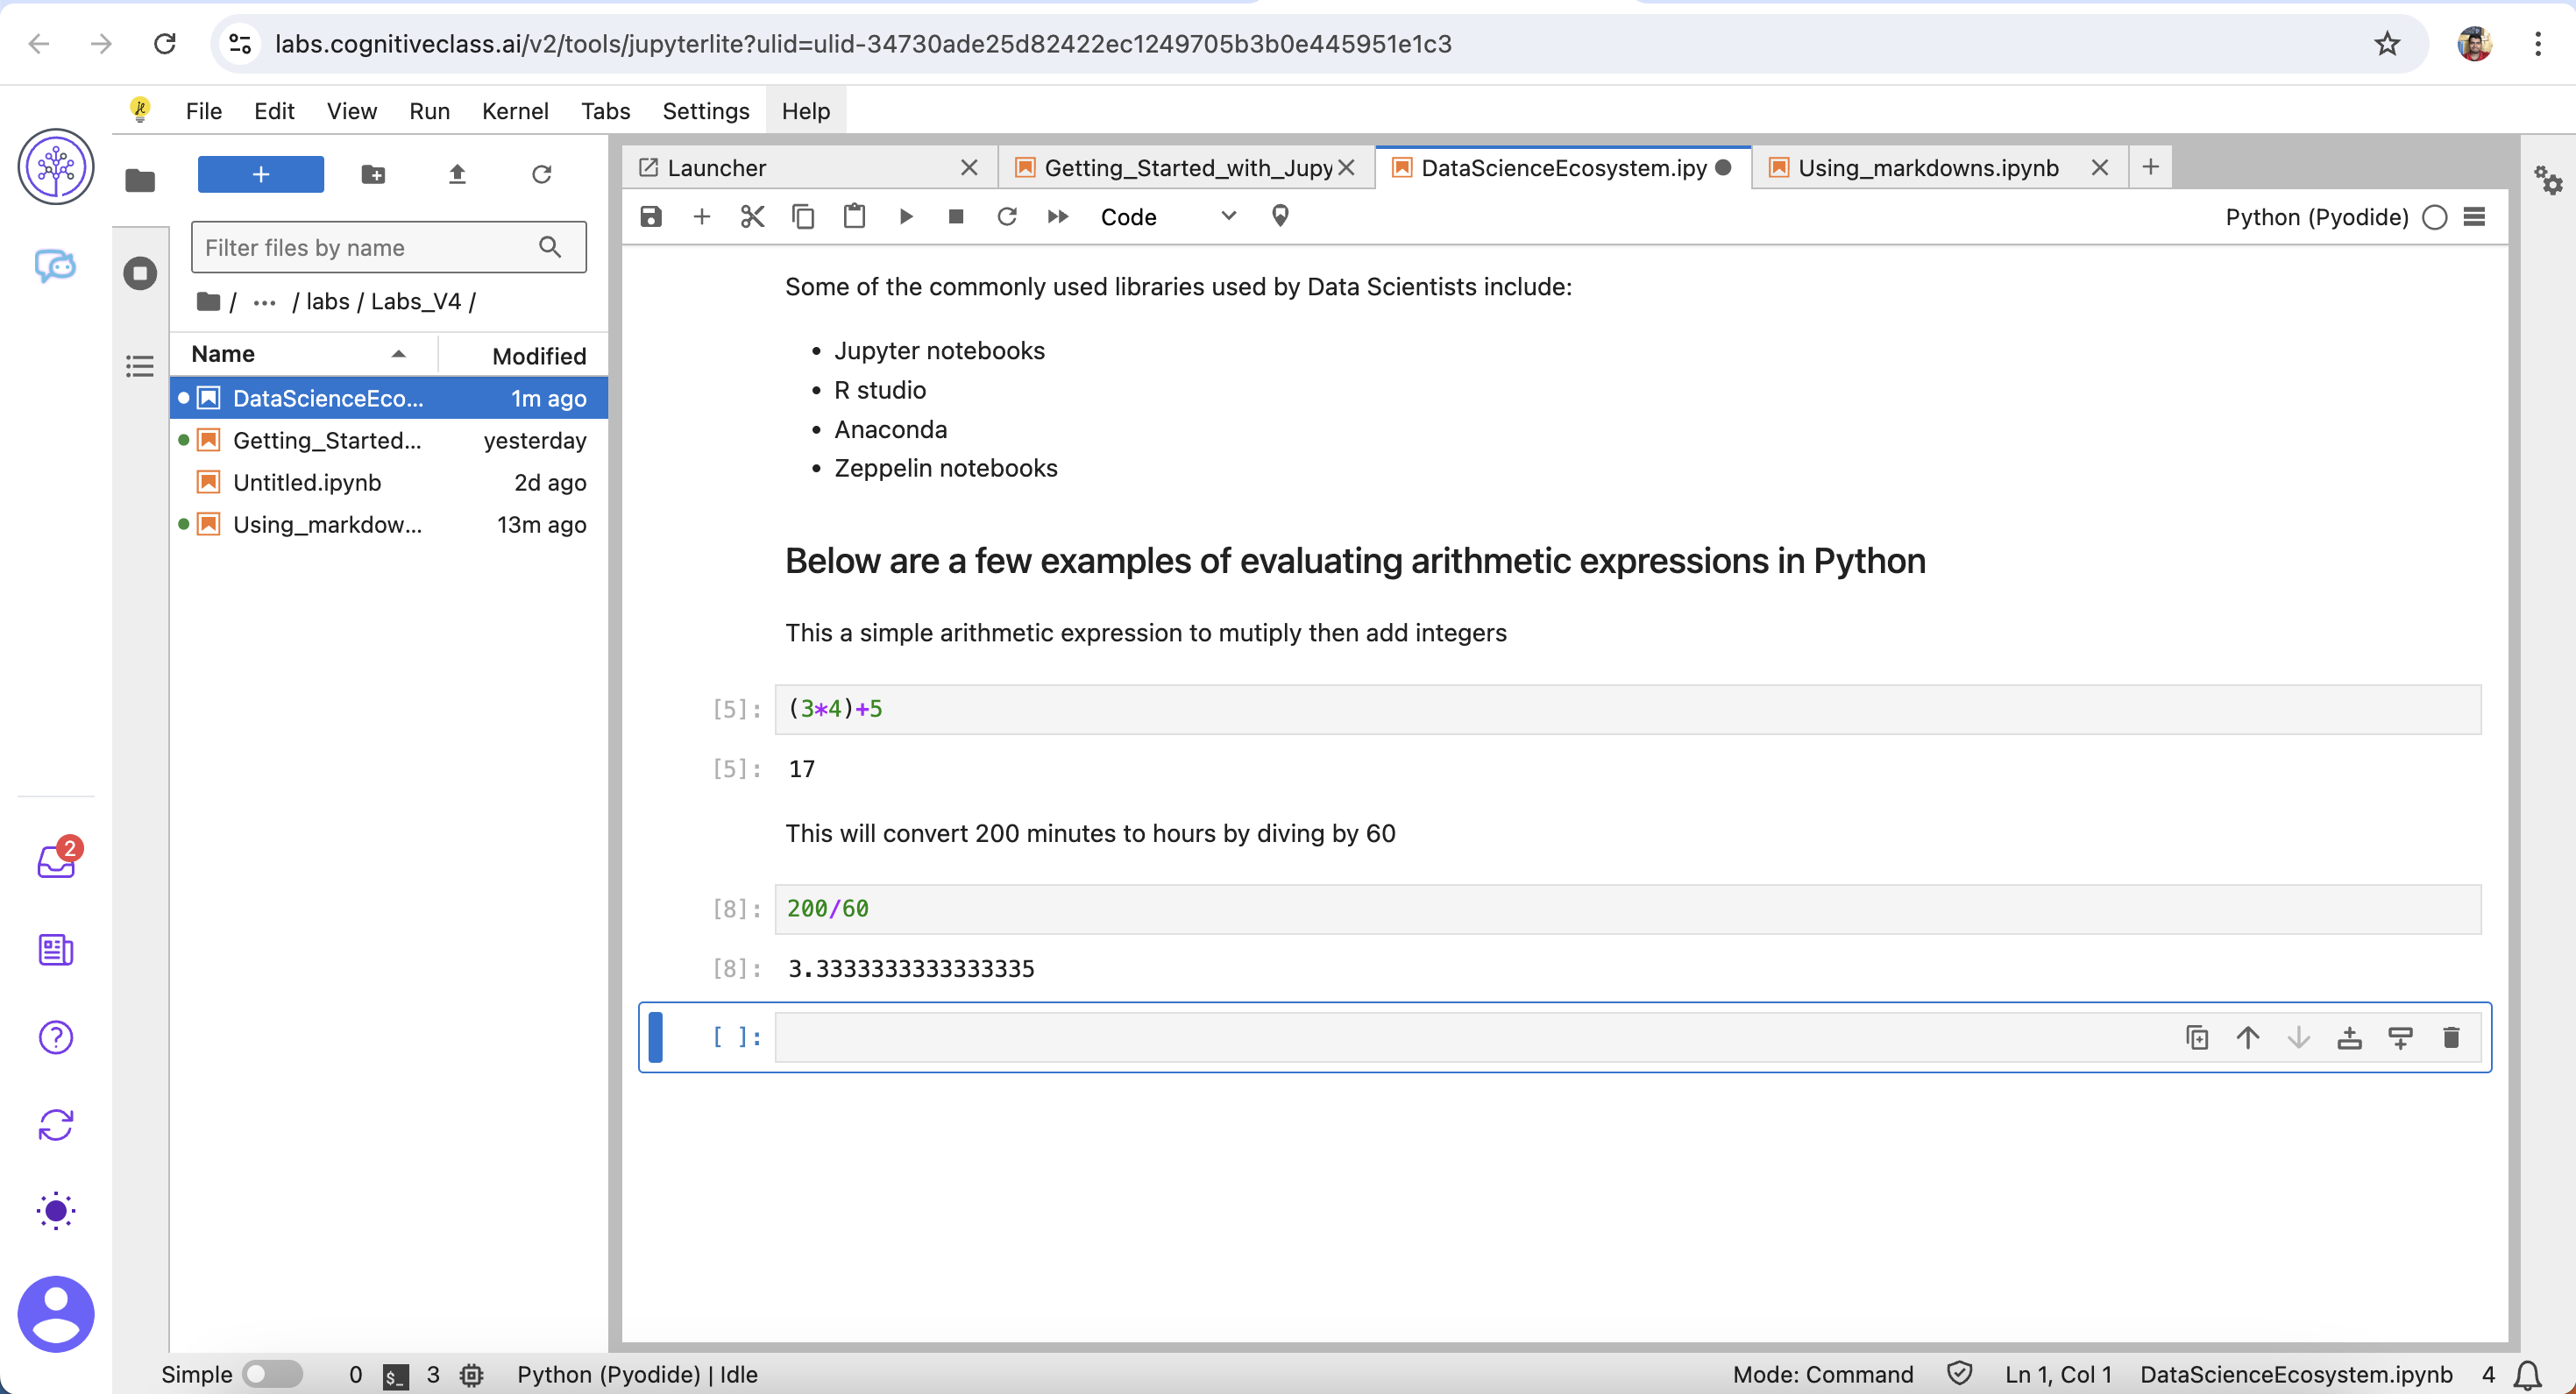 labs.cognitiveclass.ai/v2/tools/jupyterlite?ulid=ulid-34730ade25d82422ec1249705b3b0e445951e1c3
File Edit View Run Kernel Tabs Settings Help
Launcher Getting_Started_with_Jupy DataScienceEcosystem.ipy Using_markdowns.ipynb
Code Python (Pyodide)
Filter files by name
/ ... / labs / Labs_V4 /
Name Modified
DataScienceEco... 1m ago
Getting_Started... yesterday
Untitled.ipynb 2d ago
Using_markdow... 13m ago
Some of the commonly used libraries used by Data Scientists include:
• Jupyter notebooks
• R studio
• Anaconda
• Zeppelin notebooks
Below are a few examples of evaluating arithmetic expressions in Python
This a simple arithmetic expression to mutiply then add integers
[5]: (3*4)+5
[5]: 17
This will convert 200 minutes to hours by diving by 60
[8]: 200/60
[8]: 3.3333333333333335
[ ]:
2
Simple 0 $_ 3 Python (Pyodide) | Idle Mode: Command Ln 1, Col 1 DataScienceEcosystem.ipynb 4